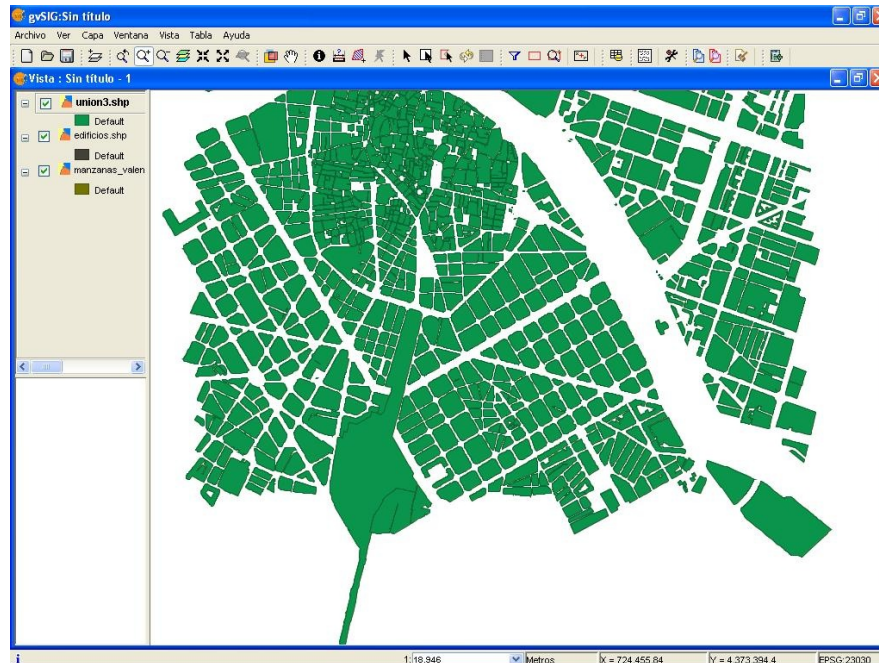 gvSIG:Sin título
Archivo Ver Capa Ventana Vista Tabla Ayuda
Vista : Sin título - 1
union3.shp
Default
edificios.shp
Default
manzanas_valen
Default
1:18.946 Metros X = 724.455,84 Y = 4.373.394,4 EPSG:23030